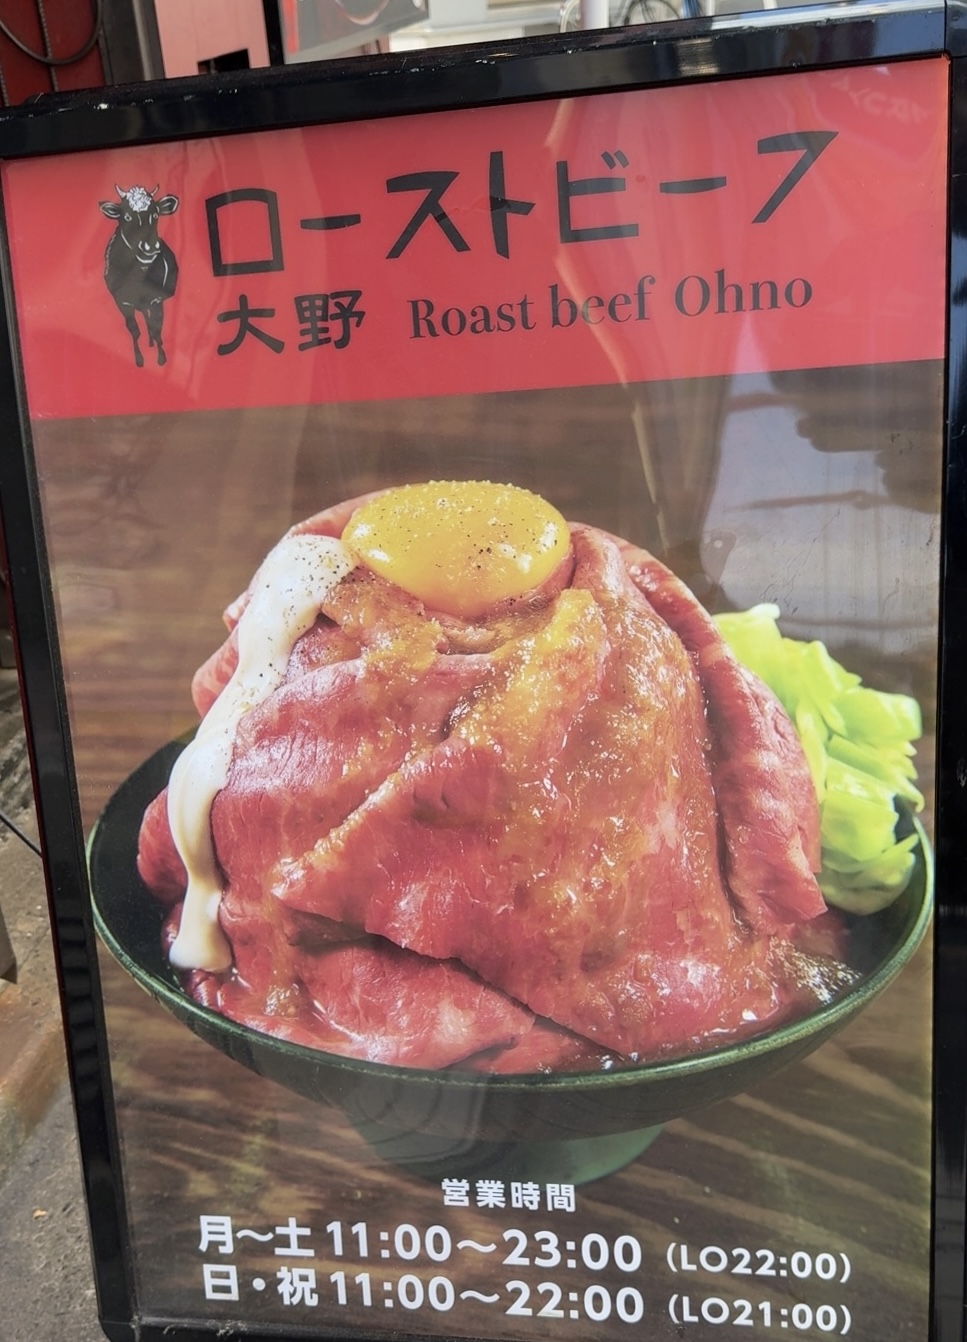 ローストビーフ
大野 Roast beef Ohno
営業時間
月～土 11:00～23:00 (LO22:00)
日・祝 11:00～22:00 (LO21:00)